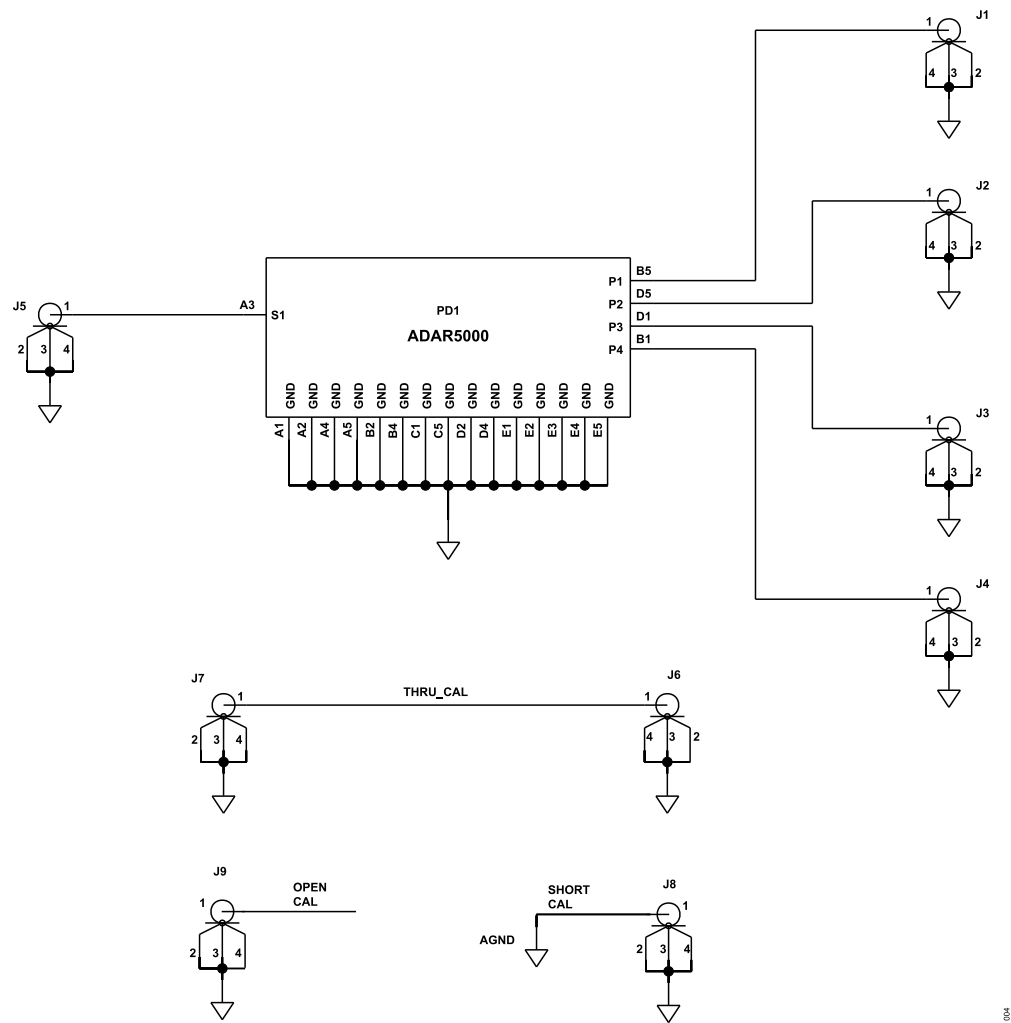 J1
1
4 3 2
J2
1
4 3 2
B5
P1
D5
P2
D1
P3
B1
P4
J5
1
2 3 4
A3
S1
PD1
ADAR5000
GND GND GND GND GND GND GND GND GND GND GND GND GND GND GND
A1 A2 A4 A5 B2 B4 C1 C5 D2 D4 E1 E2 E3 E4 E5
J3
1
4 3 2
J4
1
4 3 2
J7
1
2 3 4
THRU_CAL
J6
1
4 3 2
J9
1
2 3 4
OPEN
CAL
SHORT
CAL
AGND
J8
1
2 3 4
004